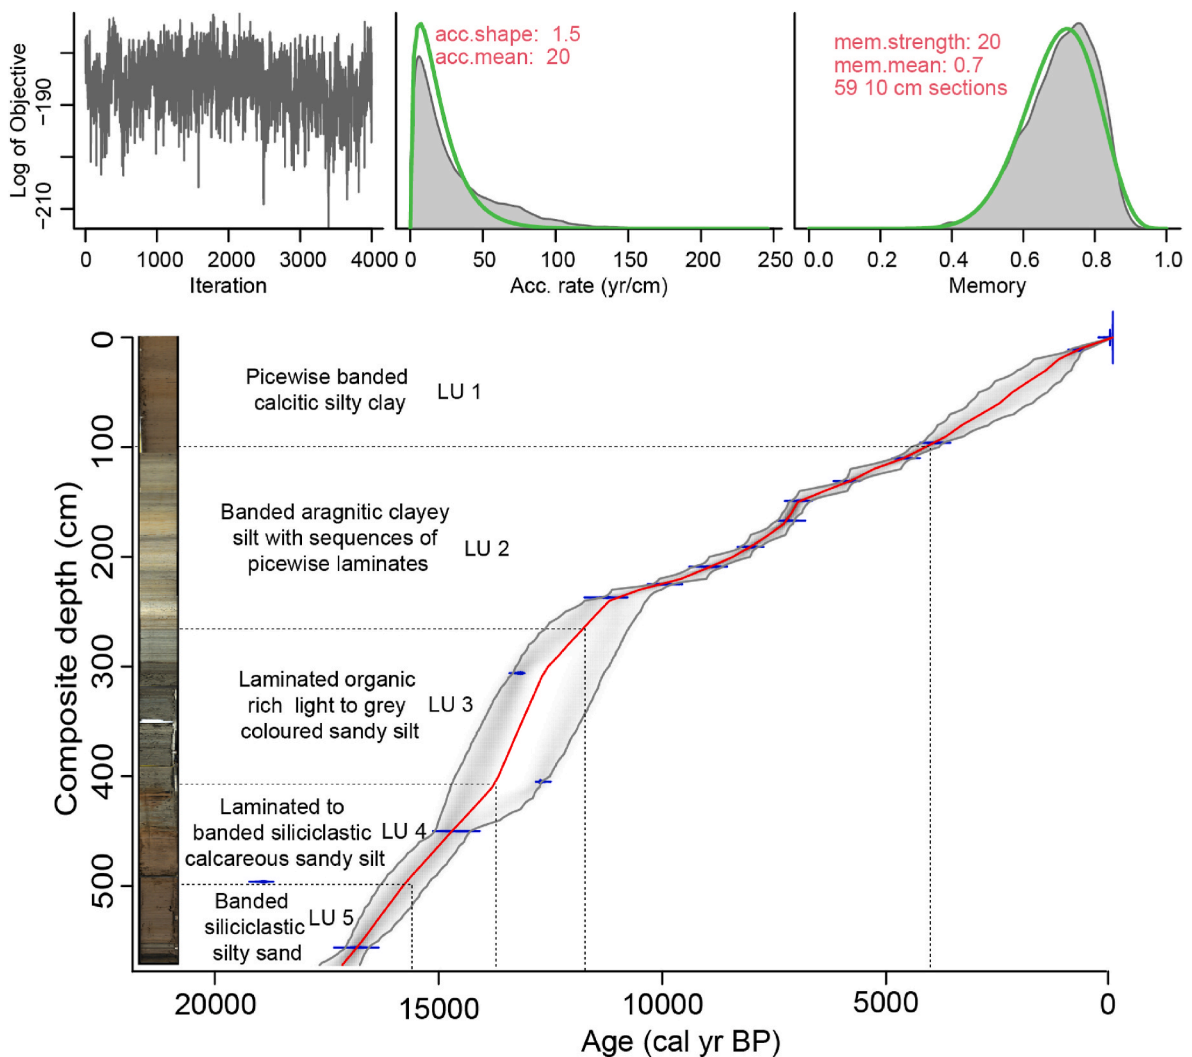 Log of Objective
-190
-210
0
1000
2000
3000
4000
Iteration
acc.shape: 1.5
acc.mean: 20
0
50
100
150
200
250
Acc. rate (yr/cm)
mem.strength: 20
mem.mean: 0.7
59 10 cm sections
0.0
0.2
0.4
0.6
0.8
1.0
Memory
Composite depth (cm)
0
100
200
300
400
500
Picewise banded
calcitic silty clay
LU 1
Banded aragnitic clayey
silt with sequences of
picewise laminates
LU 2
Laminated organic
rich light to grey
coloured sandy silt
LU 3
Laminated to
banded siliciclastic
calcareous sandy silt
LU 4
Banded
siliciclastic
silty sand
LU 5
20000
15000
10000
5000
0
Age (cal yr BP)